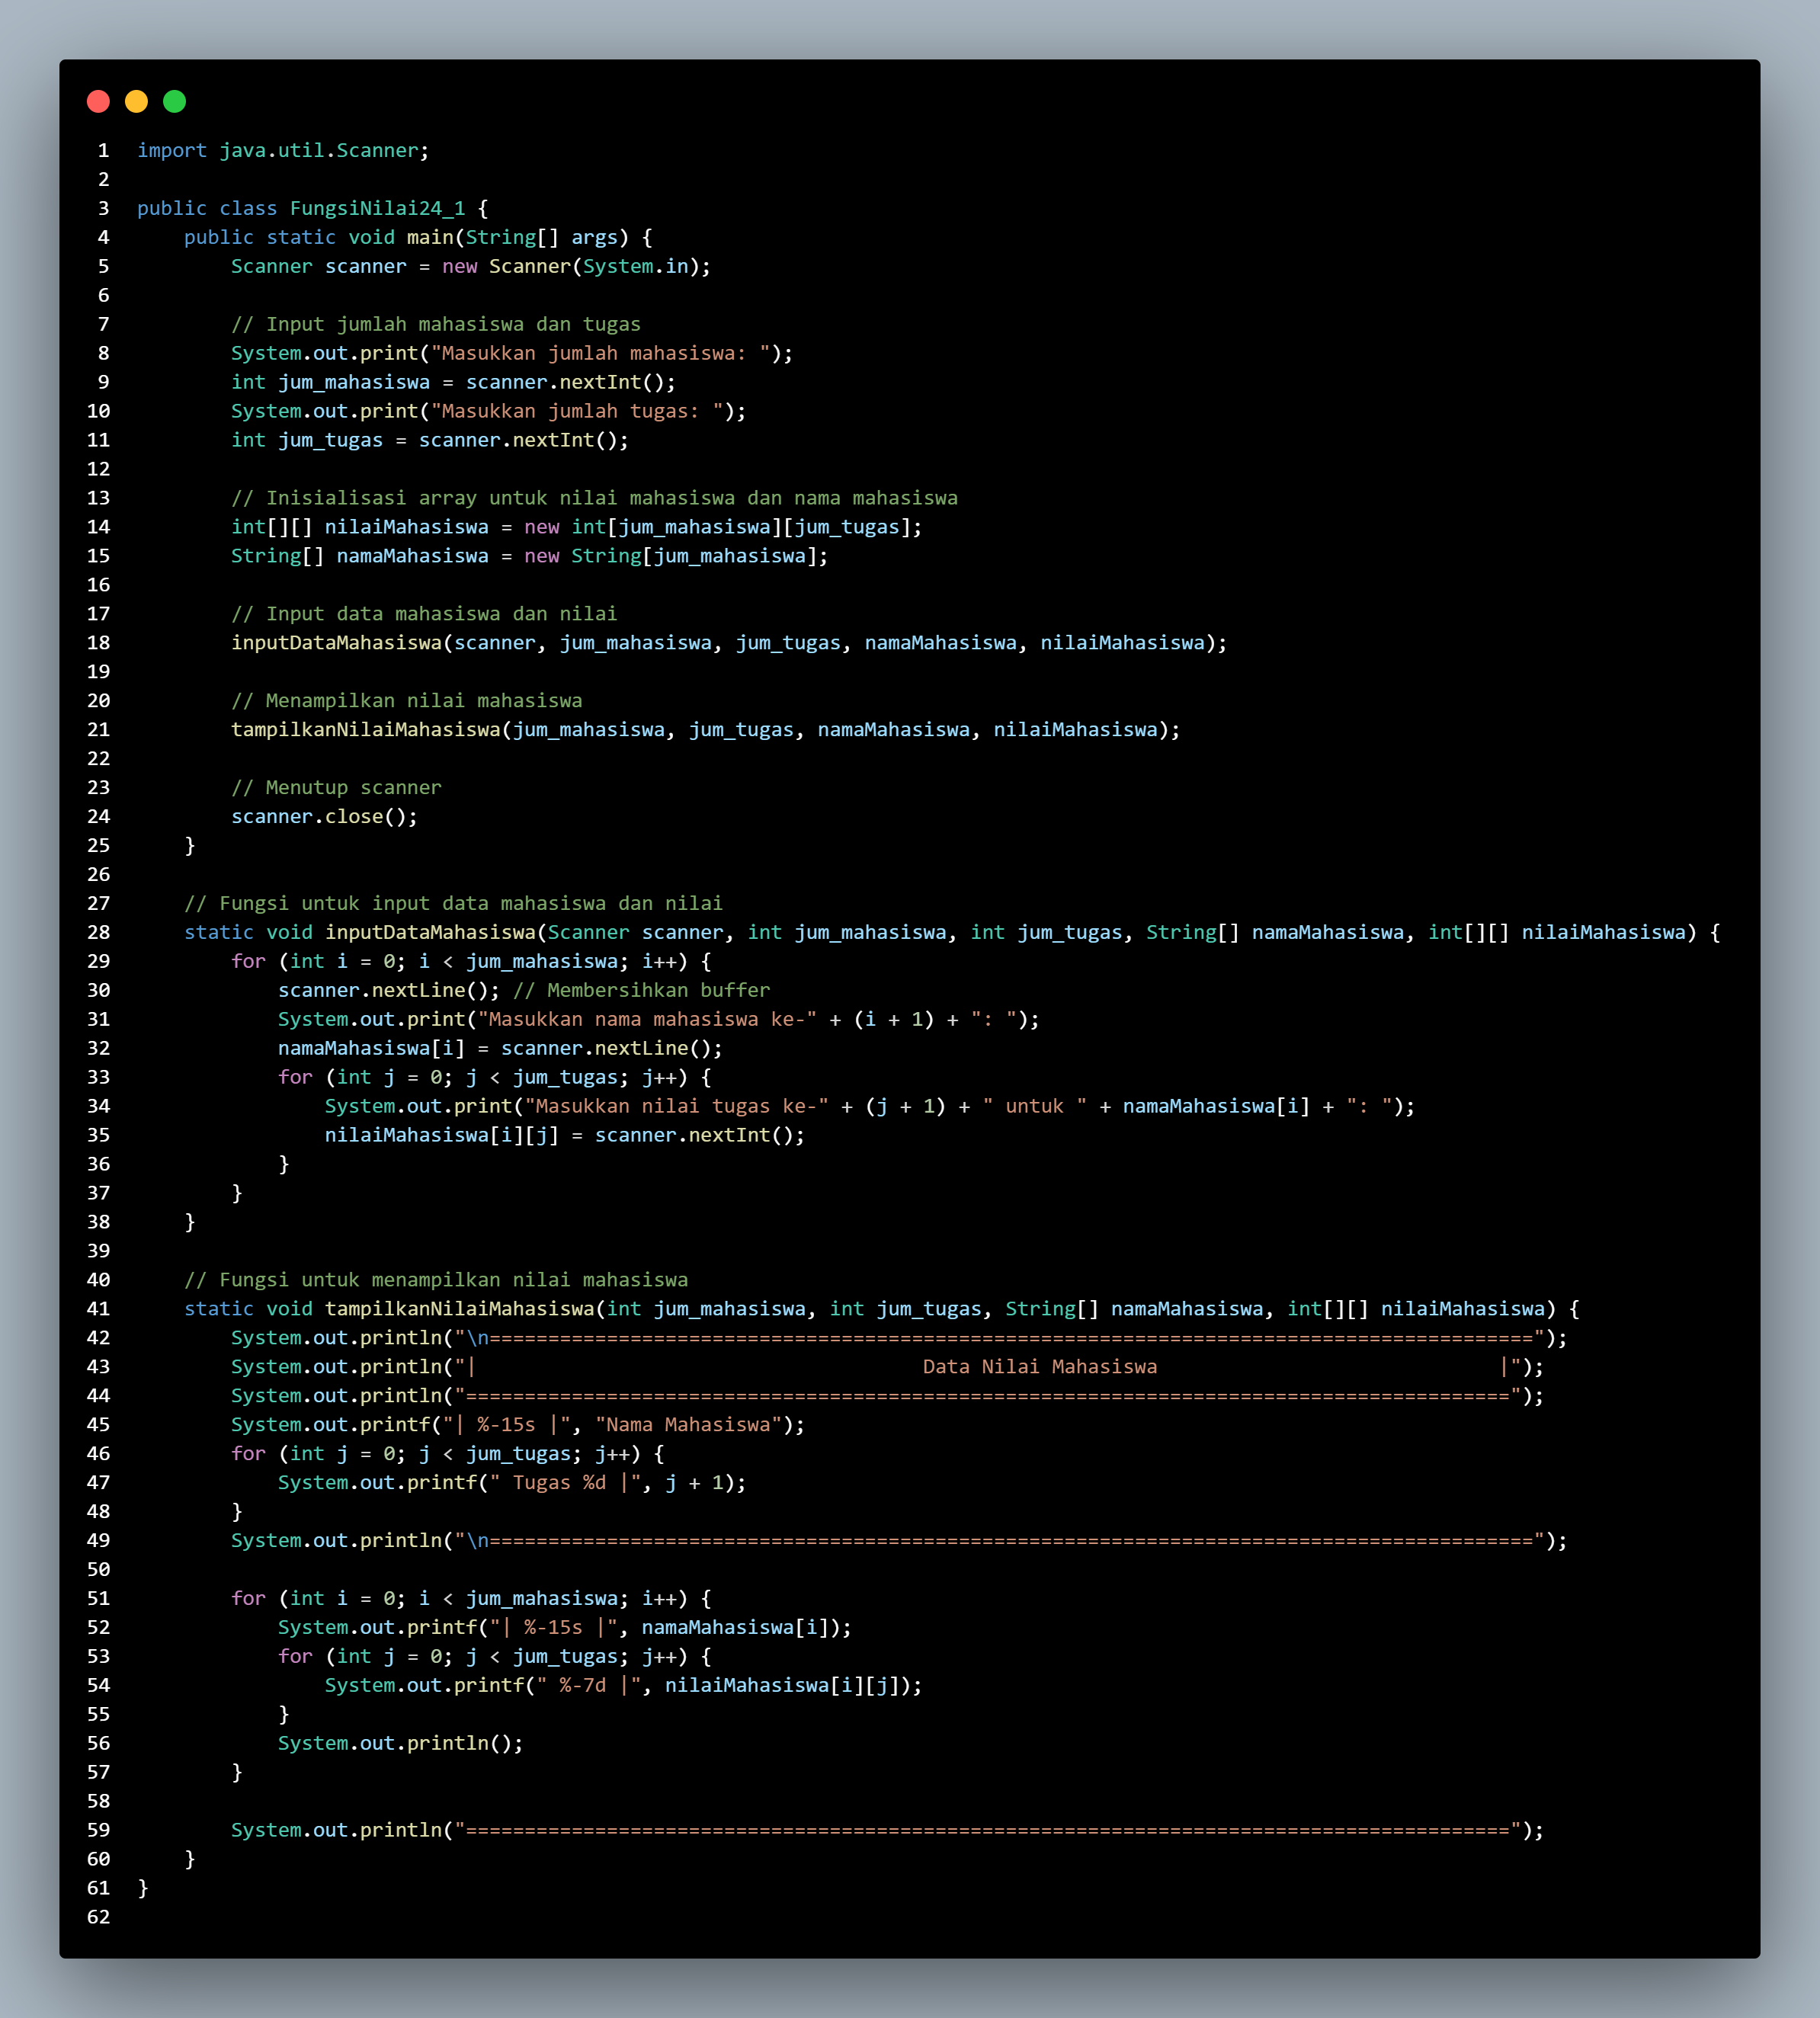 1 import java.util.Scanner;
2
3 public class FungsiNilai24_1 {
4     public static void main(String[] args) {
5         Scanner scanner = new Scanner(System.in);
6
7         // Input jumlah mahasiswa dan tugas
8         System.out.print("Masukkan jumlah mahasiswa: ");
9         int jum_mahasiswa = scanner.nextInt();
10         System.out.print("Masukkan jumlah tugas: ");
11         int jum_tugas = scanner.nextInt();
12
13         // Inisialisasi array untuk nilai mahasiswa dan nama mahasiswa
14         int[][] nilaiMahasiswa = new int[jum_mahasiswa][jum_tugas];
15         String[] namaMahasiswa = new String[jum_mahasiswa];
16
17         // Input data mahasiswa dan nilai
18         inputDataMahasiswa(scanner, jum_mahasiswa, jum_tugas, namaMahasiswa, nilaiMahasiswa);
19
20         // Menampilkan nilai mahasiswa
21         tampilkanNilaiMahasiswa(jum_mahasiswa, jum_tugas, namaMahasiswa, nilaiMahasiswa);
22
23         // Menutup scanner
24         scanner.close();
25     }
26
27     // Fungsi untuk input data mahasiswa dan nilai
28     static void inputDataMahasiswa(Scanner scanner, int jum_mahasiswa, int jum_tugas, String[] namaMahasiswa, int[][] nilaiMahasiswa) {
29         for (int i = 0; i < jum_mahasiswa; i++) {
30             scanner.nextLine(); // Membersihkan buffer
31             System.out.print("Masukkan nama mahasiswa ke-" + (i + 1) + ": ");
32             namaMahasiswa[i] = scanner.nextLine();
33             for (int j = 0; j < jum_tugas; j++) {
34                 System.out.print("Masukkan nilai tugas ke-" + (j + 1) + " untuk " + namaMahasiswa[i] + ": ");
35                 nilaiMahasiswa[i][j] = scanner.nextInt();
36             }
37         }
38     }
39
40     // Fungsi untuk menampilkan nilai mahasiswa
41     static void tampilkanNilaiMahasiswa(int jum_mahasiswa, int jum_tugas, String[] namaMahasiswa, int[][] nilaiMahasiswa) {
42         System.out.println("\n=========================================================================================");
43         System.out.println("|                                      Data Nilai Mahasiswa                             |");
44         System.out.println("=========================================================================================");
45         System.out.printf("| %-15s |", "Nama Mahasiswa");
46         for (int j = 0; j < jum_tugas; j++) {
47             System.out.printf(" Tugas %d |", j + 1);
48         }
49         System.out.println("\n=========================================================================================");
50
51         for (int i = 0; i < jum_mahasiswa; i++) {
52             System.out.printf("| %-15s |", namaMahasiswa[i]);
53             for (int j = 0; j < jum_tugas; j++) {
54                 System.out.printf(" %-7d |", nilaiMahasiswa[i][j]);
55             }
56             System.out.println();
57         }
58
59         System.out.println("=========================================================================================");
60     }
61 }
62